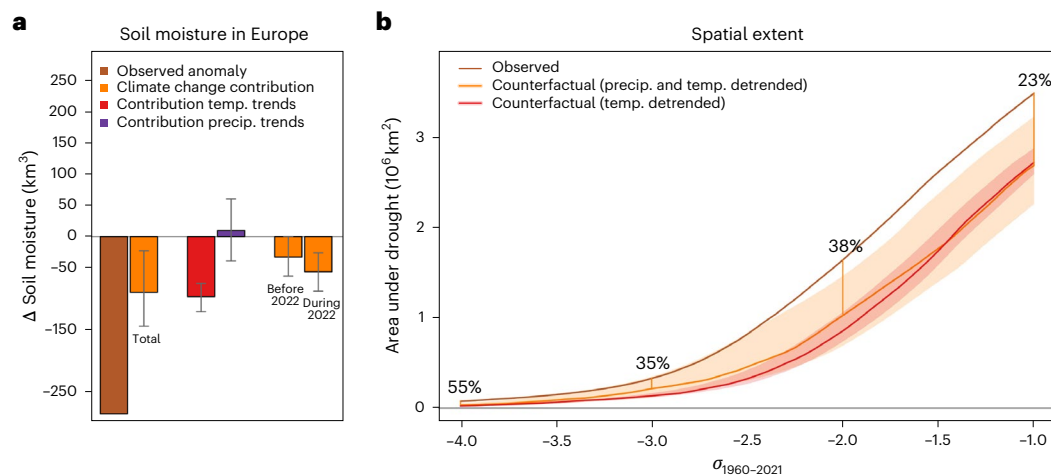 a
Soil moisture in Europe
Δ Soil moisture (km³)
250
200
150
100
50
0
−50
−150
−250
Observed anomaly
Climate change contribution
Contribution temp. trends
Contribution precip. trends
Total
Before
2022
During
2022
b
Spatial extent
Area under drought (10⁶ km²)
3
2
1
0
Observed
Counterfactual (precip. and temp. detrended)
Counterfactual (temp. detrended)
55%
35%
38%
23%
−4.0 −3.5 −3.0 −2.5 −2.0 −1.5 −1.0
σ1960–2021